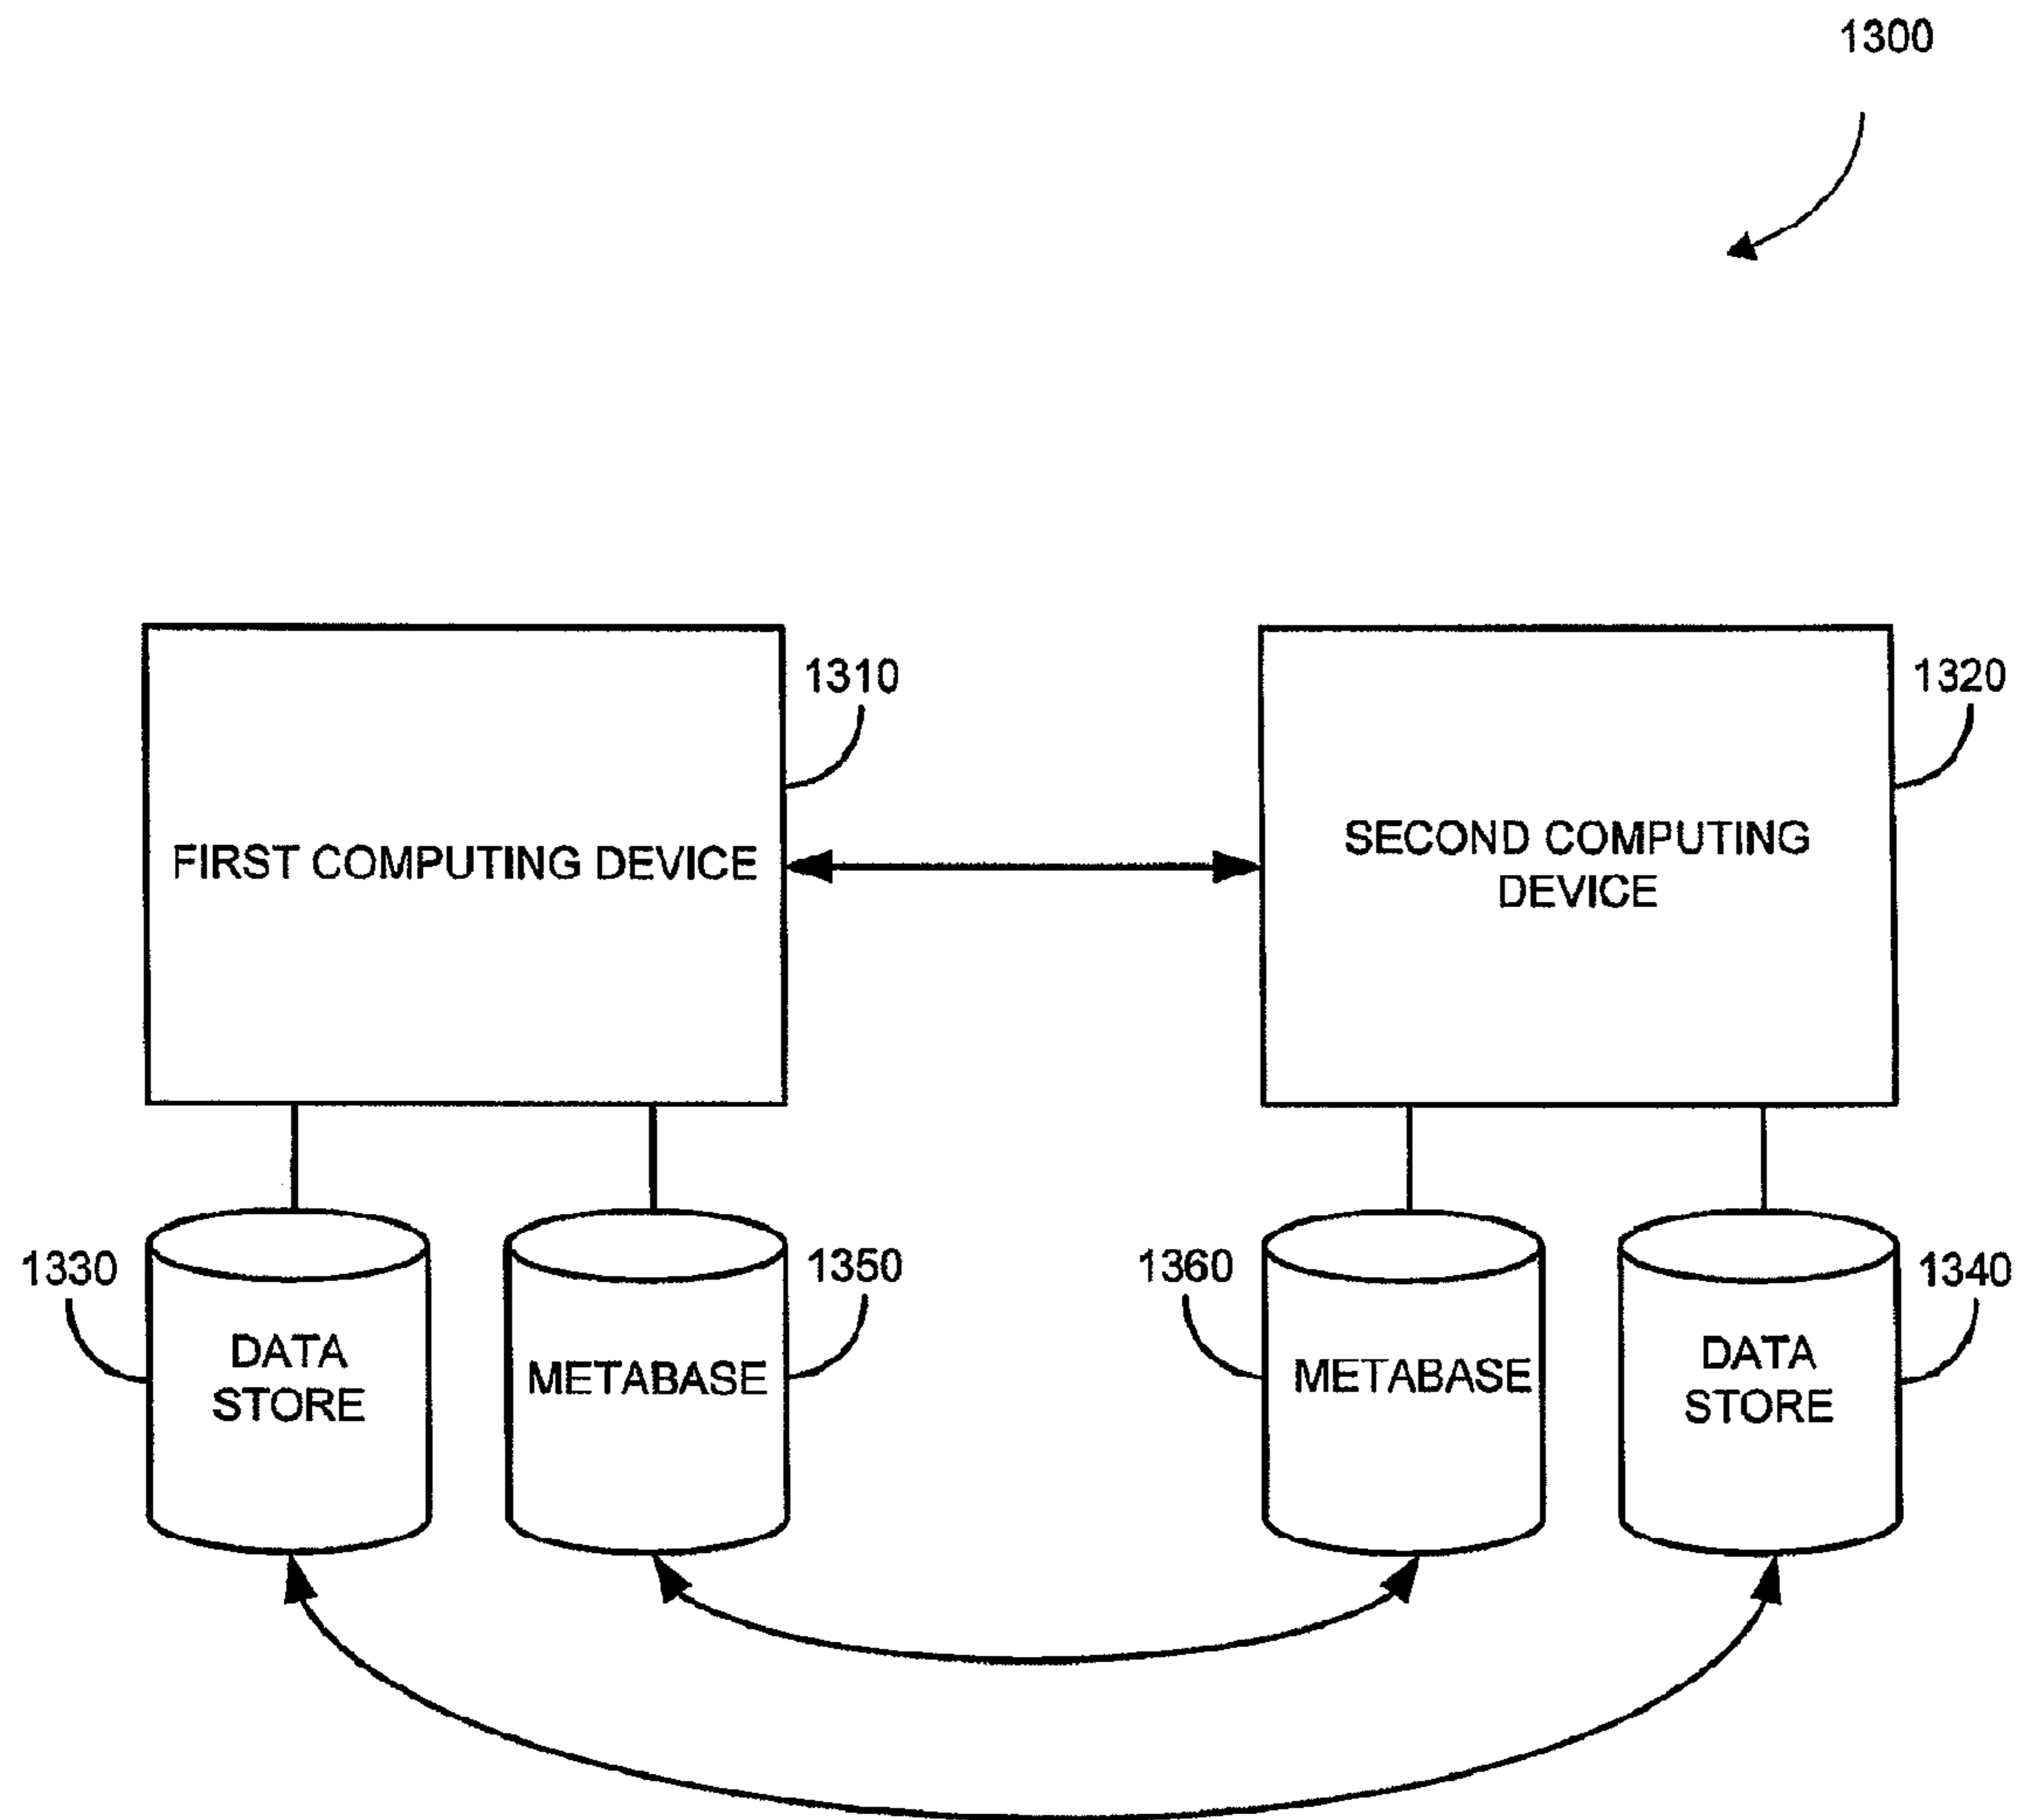 1300
1310
1320
FIRST COMPUTING DEVICE
SECOND COMPUTING
DEVICE
1330
1350
1360
1340
DATA
STORE
METABASE
METABASE
DATA
STORE